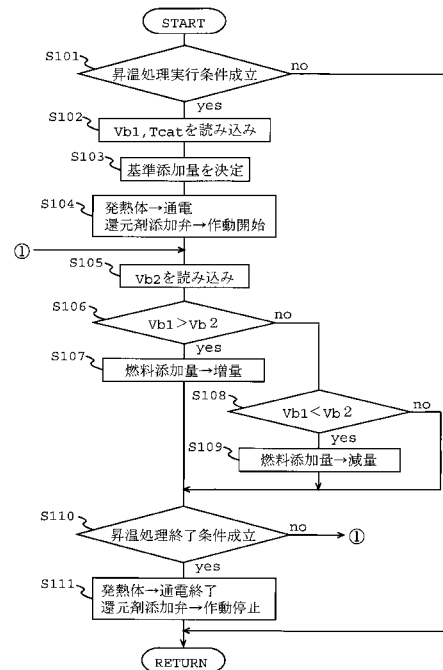 START
S101
昇温処理実行条件成立
no
yes
S102
Vb1,Tcatを読み込み
S103
基準添加量を決定
S104
発熱体→通電
還元剤添加弁→作動開始
①
S105
Vb2を読み込み
S106
Vb1>Vb2
no
yes
S107
燃料添加量→増量
S108
Vb1<Vb2
no
yes
S109
燃料添加量→減量
S110
昇温処理終了条件成立
no
①
yes
S111
発熱体→通電終了
還元剤添加弁→作動停止
RETURN